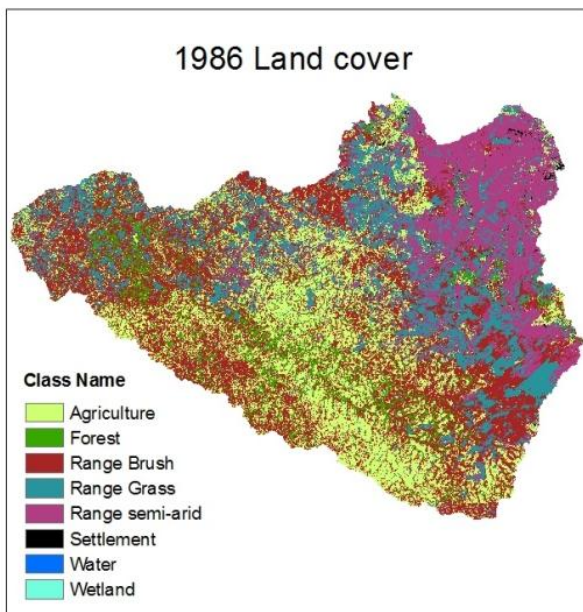 1986 Land cover
Class Name
Agriculture
Forest
Range Brush
Range Grass
Range semi-arid
Settlement
Water
Wetland